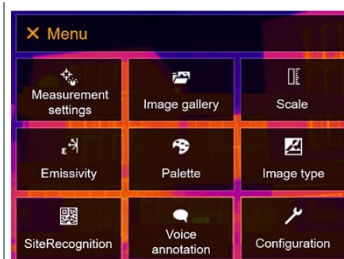 Menu
Measurement
settings
Image gallery
Scale
Emissivity
Palette
Image type
SiteRecognition
Voice
annotation
Configuration